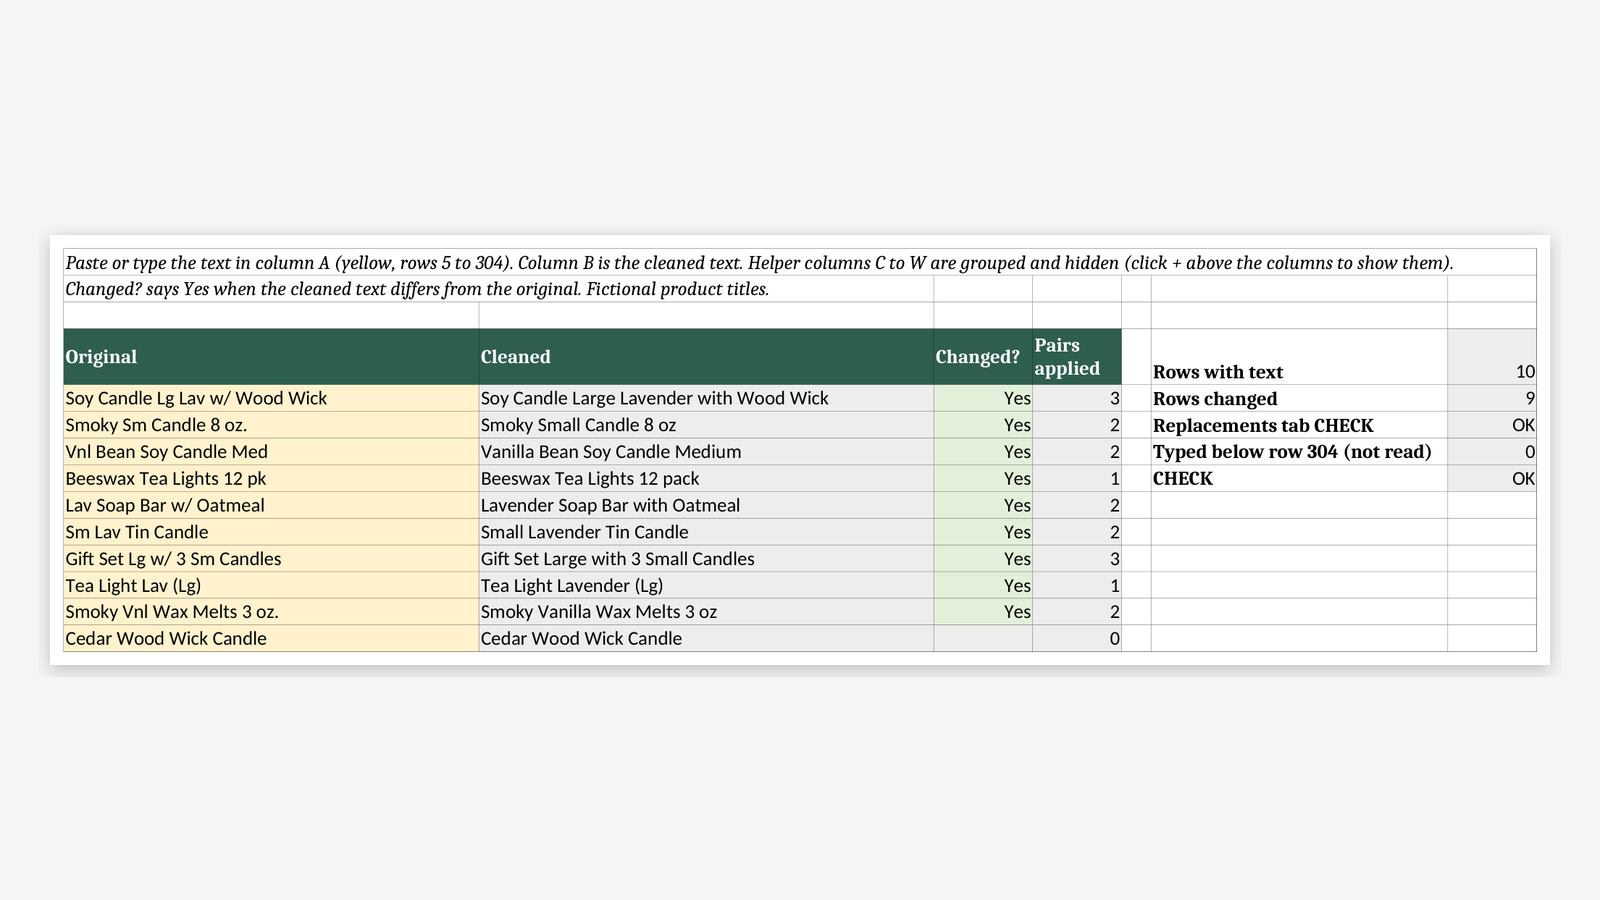 Paste or type the text in column A (yellow, rows 5 to 304). Column B is the cleaned text. Helper columns C to W are grouped and hidden (click + above the columns to show them).
Changed? says Yes when the cleaned text differs from the original. Fictional product titles.
Original Cleaned Changed? Pairs applied Rows with text 10
Soy Candle Lg Lav w/ Wood Wick Soy Candle Large Lavender with Wood Wick Yes 3 Rows changed 9
Smoky Sm Candle 8 oz. Smoky Small Candle 8 oz Yes 2 Replacements tab CHECK OK
Vnl Bean Soy Candle Med Vanilla Bean Soy Candle Medium Yes 2 Typed below row 304 (not read) 0
Beeswax Tea Lights 12 pk Beeswax Tea Lights 12 pack Yes 1 CHECK OK
Lav Soap Bar w/ Oatmeal Lavender Soap Bar with Oatmeal Yes 2
Sm Lav Tin Candle Small Lavender Tin Candle Yes 2
Gift Set Lg w/ 3 Sm Candles Gift Set Large with 3 Small Candles Yes 3
Tea Light Lav (Lg) Tea Light Lavender (Lg) Yes 1
Smoky Vnl Wax Melts 3 oz. Smoky Vanilla Wax Melts 3 oz Yes 2
Cedar Wood Wick Candle Cedar Wood Wick Candle 0